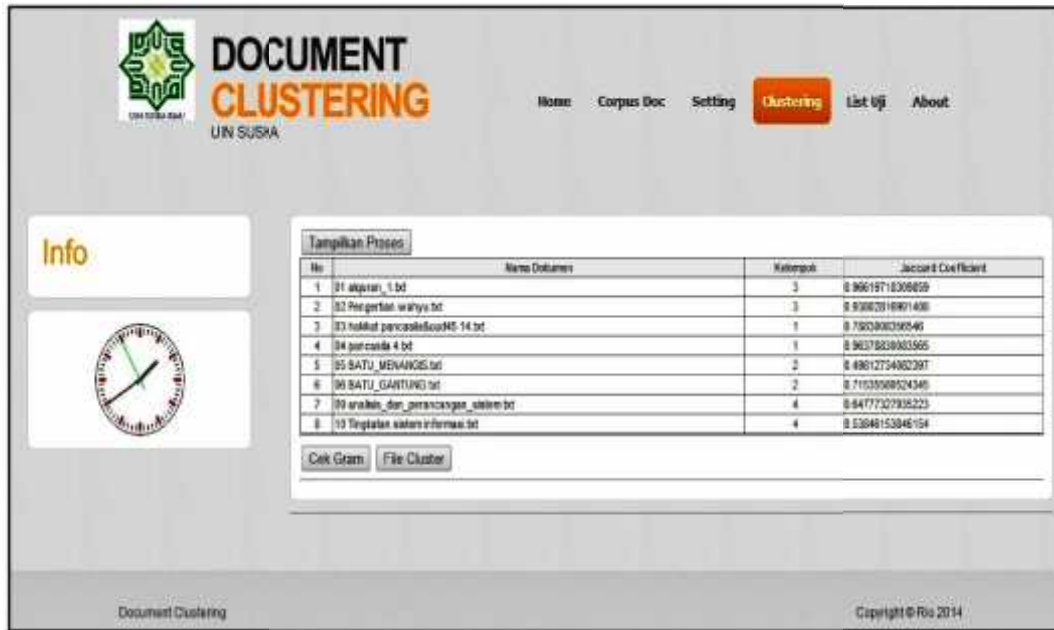 DOCUMENT
CLUSTERING
UIN SUSKA
Home Corpus Doc Setting Clustering List Uji About
Info
Tampilkan Proses
No Nama Dokumen Kelompok Jaccard Coefficient
1 01 alquran_1.txt 3
2 02 Pengertian wahyu.txt 3
3 03 1
4 04 pancasila 4.txt 1
5 05 BATU_MENANGIS.txt 2
6 06 BATU_GANTUNG.txt 2
7 09 analisis_dan_perancangan_sistem.txt 4
8 10 Tingkatan sistem informasi.txt 4 0.53846153846154
Cek Gram File Cluster
Document Clustering Copyright © Rio 2014